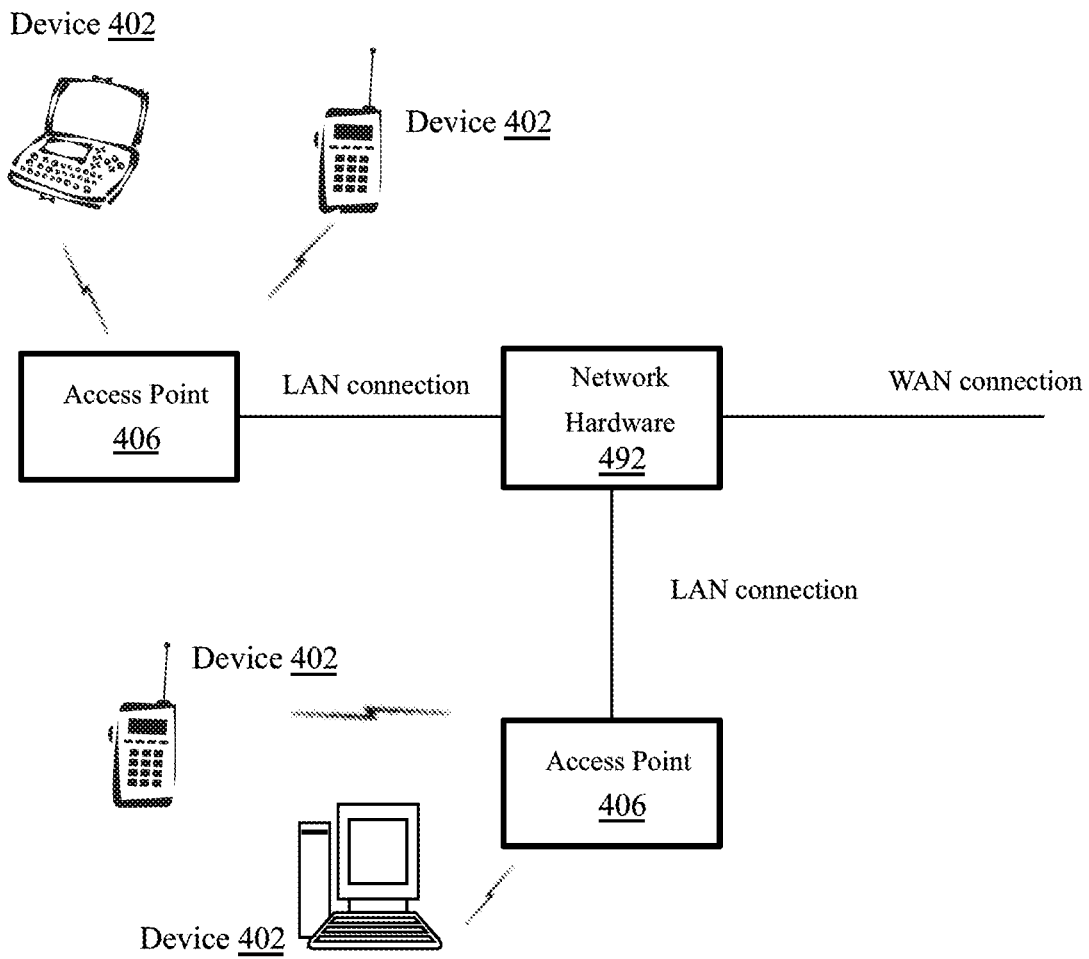 Device 402
Device 402
Access Point
406
LAN connection
Network
Hardware
492
WAN connection
LAN connection
Device 402
Access Point
406
Device 402